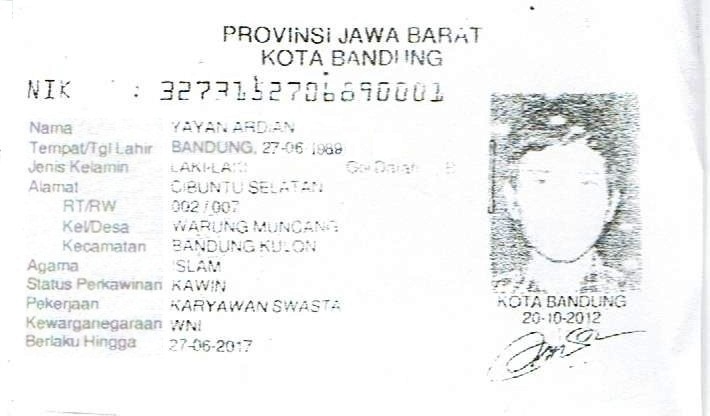 PROVINSI JAWA BARAT
KOTA BANDUNG
NIK : 3273152706890001
Nama YAYAN ARDIAN
Tempat/Tgl Lahir BANDUNG, 27-06-1989
Jenis Kelamin LAKI-LAKI Gol Darah B
Alamat CIBUNTU SELATAN
RT/RW 002 / 007
Kel/Desa WARUNG MUNCANG
Kecamatan BANDUNG KULON
Agama ISLAM
Status Perkawinan KAWIN
Pekerjaan KARYAWAN SWASTA
Kewarganegaraan WNI
Berlaku Hingga 27-06-2017
KOTA BANDUNG
20-10-2012